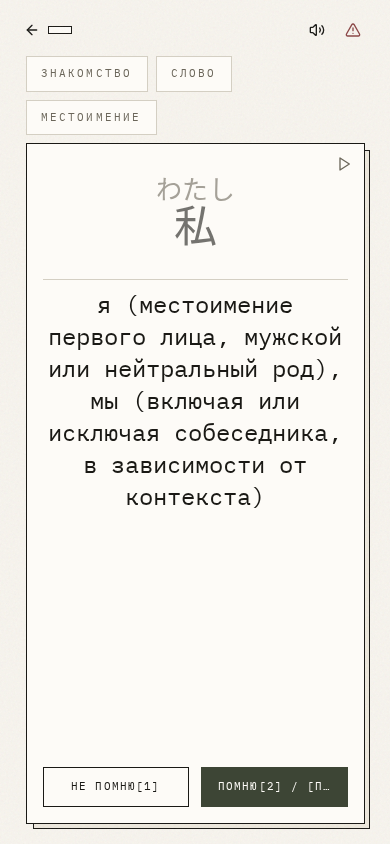 ЗНАКОМСТВО
СЛОВО
МЕСТОИМЕНИЕ
わたし
私
я (местоимение
первого лица, мужской
или нейтральный род),
мы (включая или
исключая собеседника,
в зависимости от
контекста)
НЕ ПОМНЮ[1]
ПОМНЮ[2] / [П…